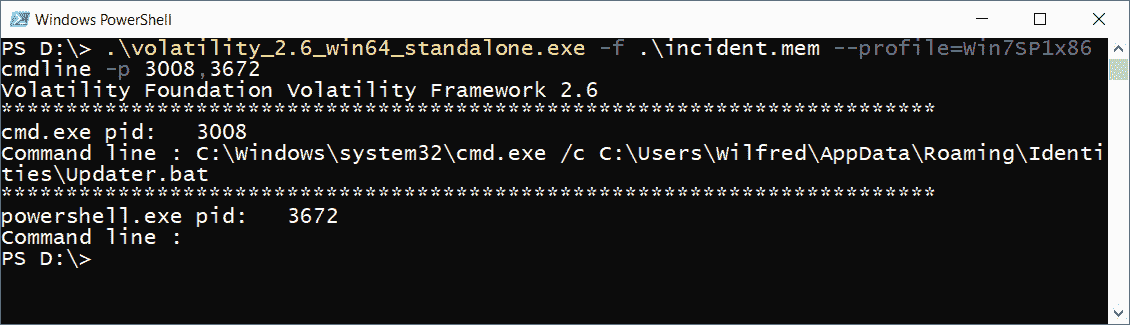 Windows PowerShell
PS D:\> .\volatility_2.6_win64_standalone.exe -f .\incident.mem --profile=Win7SP1x86
cmdline -p 3008,3672
Volatility Foundation Volatility Framework 2.6
************************************************************************
cmd.exe pid:   3008
Command line : C:\Windows\system32\cmd.exe /c C:\Users\Wilfred\AppData\Roaming\Identi
ties\Updater.bat
************************************************************************
powershell.exe pid:   3672
Command line :
PS D:\>